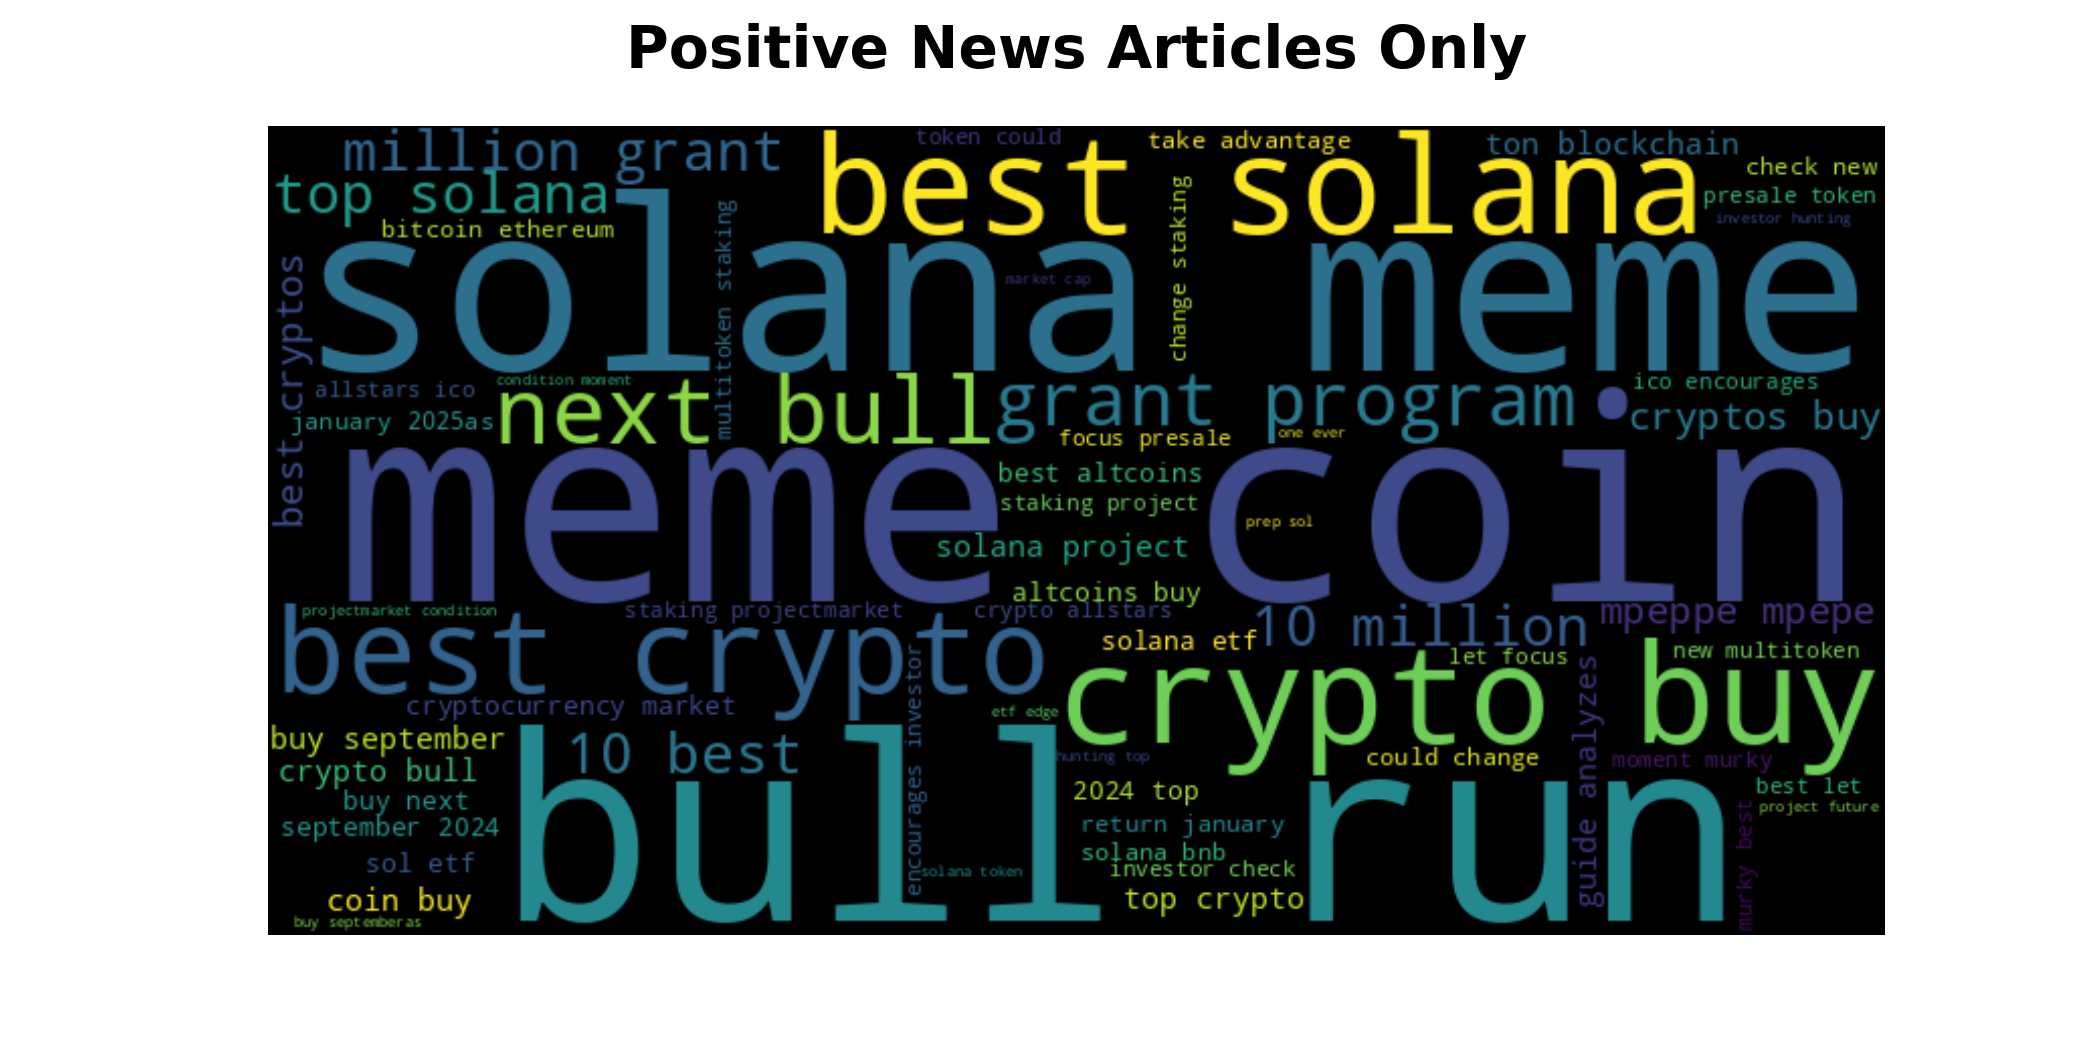 Positive News Articles Only
million grant
token could
take advantage
ton blockchain
best solana
check new
top solana
presale token
bitcoin ethereum
investor hunting
solana meme
multitoken staking
change staking
market cap
best cryptos
allstars ico
condition moment
next bull
grant program
ico encourages
january 2025as
cryptos buy
focus presale
one ever
meme coin
best altcoins
staking project
prep sol
solana project
altcoins buy
projectmarket condition
staking projectmarket
crypto allstars
10 million
mpeppe mpepe
best crypto
solana etf
let focus
new multitoken
crypto buy
cryptocurrency market
etf edge
encourages investor
guide analyzes
buy september
10 best
hunting top
could change
moment murky
crypto bull
bull run
2024 top
best let
buy next
project future
september 2024
return january
solana bnb
sol etf
solana token
investor check
murky best
coin buy
top crypto
buy septemberas